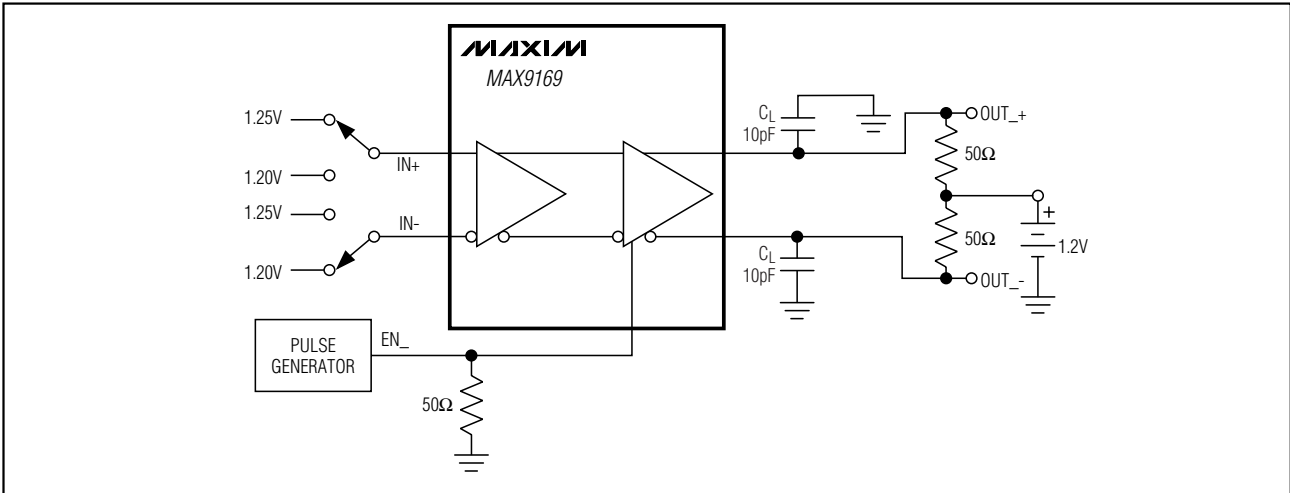 MAXIM
MAX9169
1.25V
IN+
1.20V
1.25V
IN-
1.20V
CL
10pF
CL
10pF
OUT_+
50Ω
50Ω
+
1.2V
OUT_-
PULSE
GENERATOR
EN_
50Ω